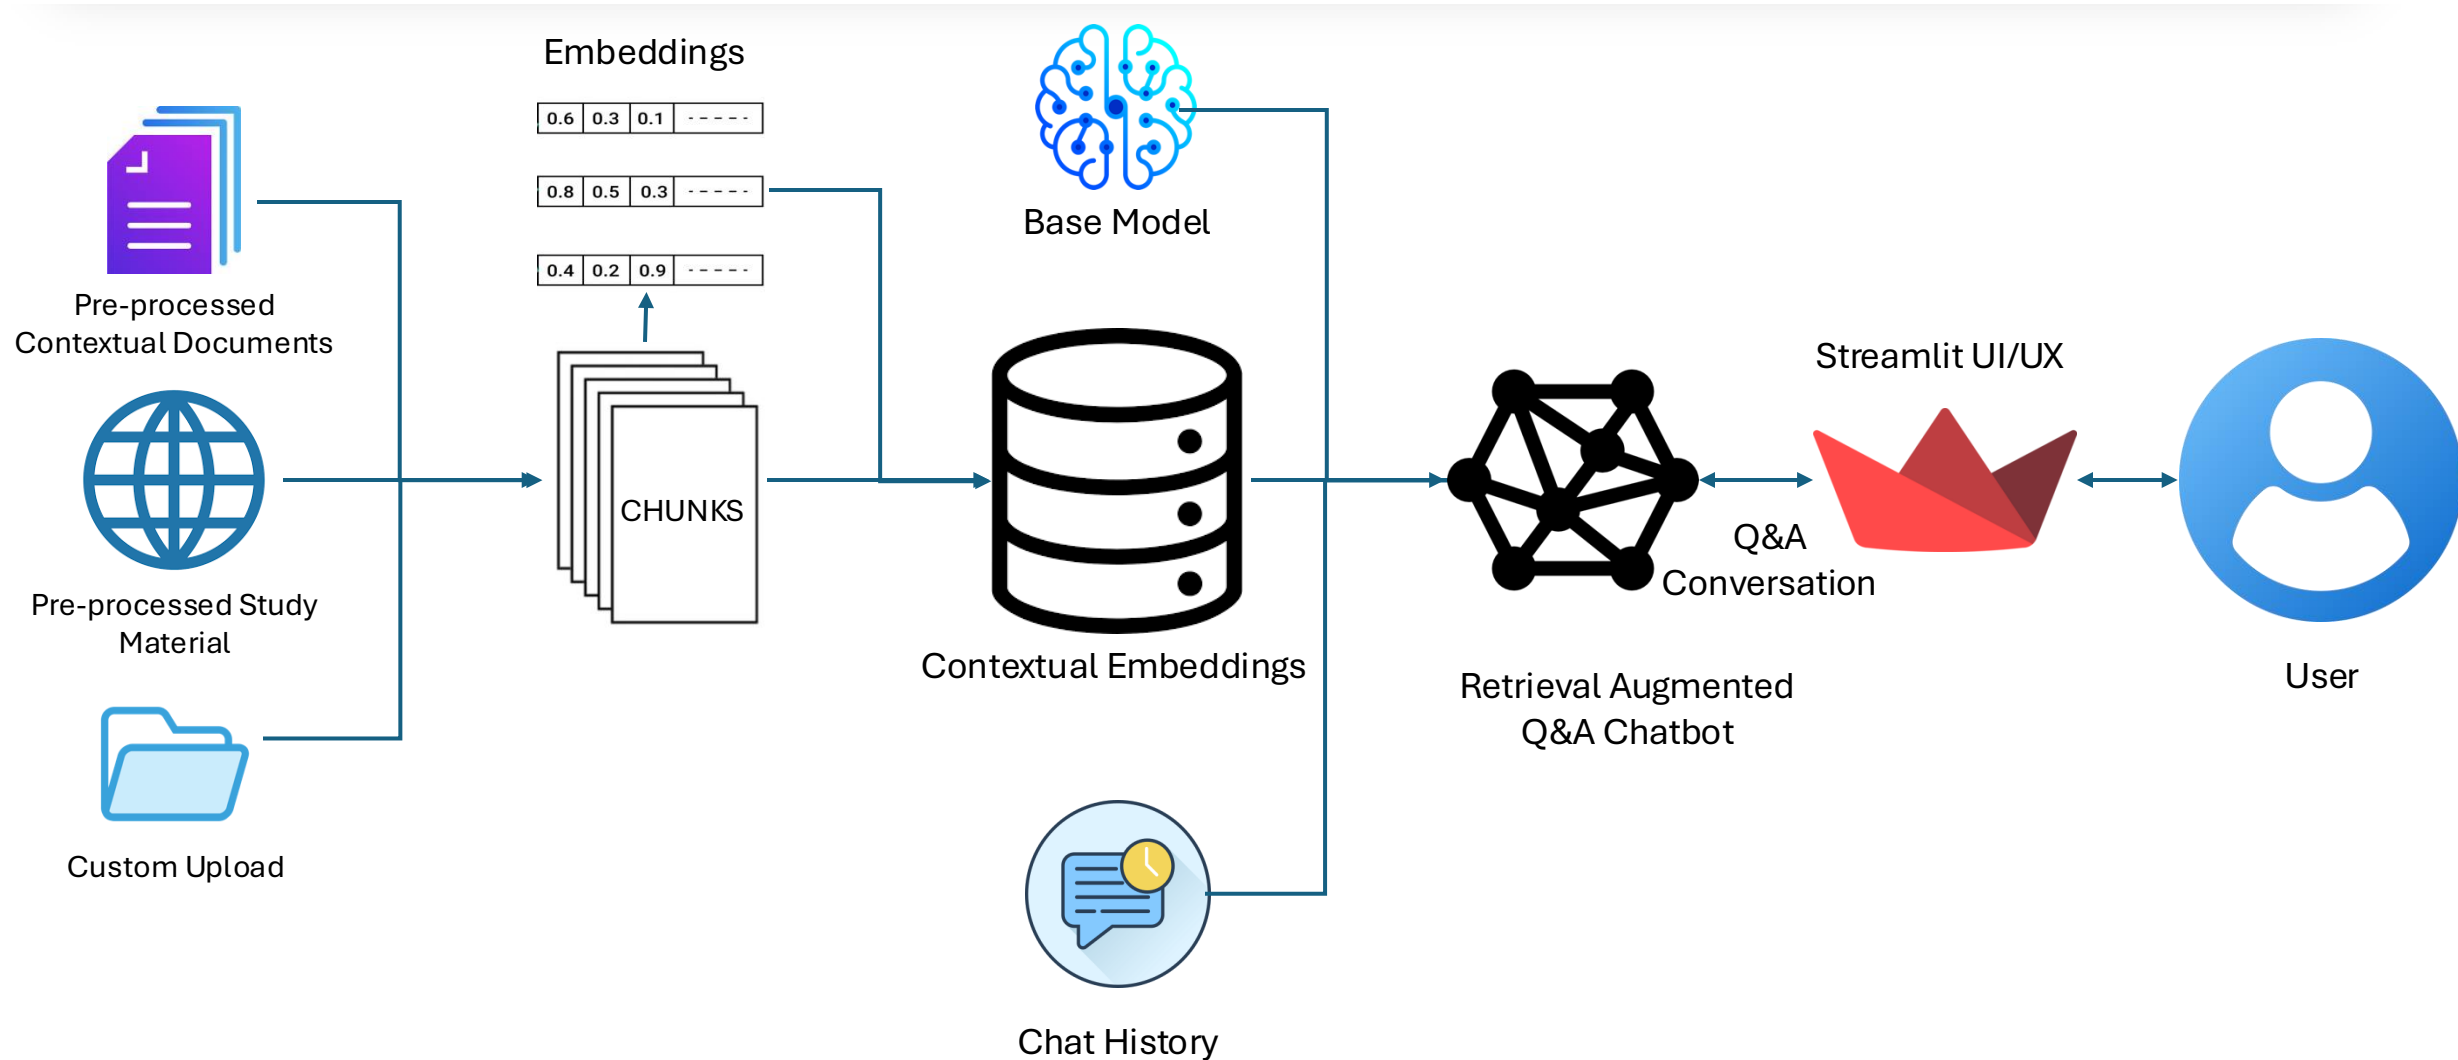 Embeddings
0.6 0.3 0.1 -----
0.8 0.5 0.3 -----
0.4 0.2 0.9 -----
Pre-processed
Contextual Documents
Pre-processed Study
Material
Custom Upload
CHUNKS
Base Model
Contextual Embeddings
Chat History
Retrieval Augmented
Q&A Chatbot
Q&A
Conversation
Streamlit UI/UX
User